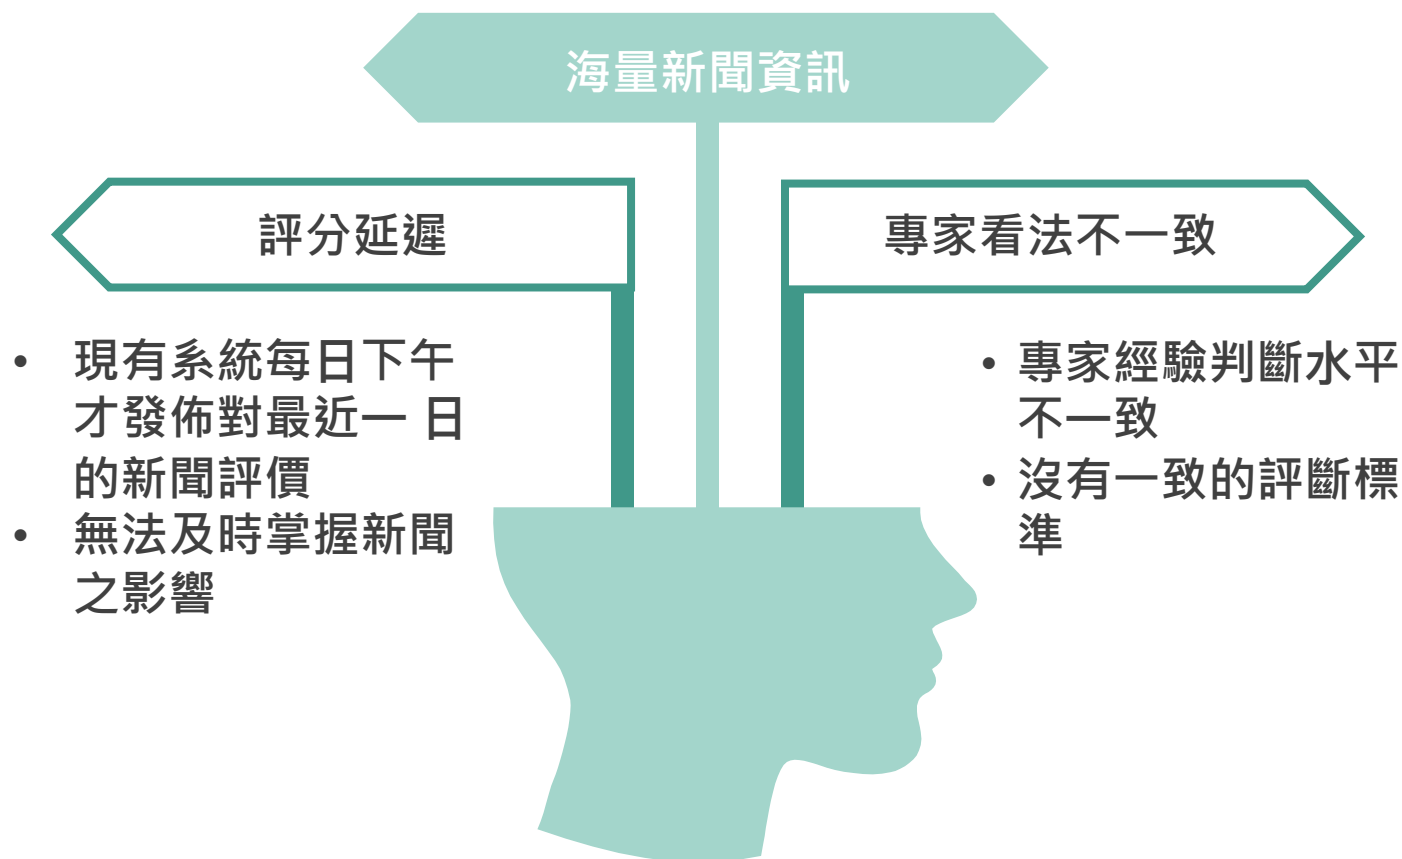 海量新聞資訊
評分延遲
• 現有系統每日下午
才發佈對最近一 日
的新聞評價
• 無法及時掌握新聞
之影響
專家看法不一致
• 專家經驗判斷水平
不一致
• 沒有一致的評斷標
準